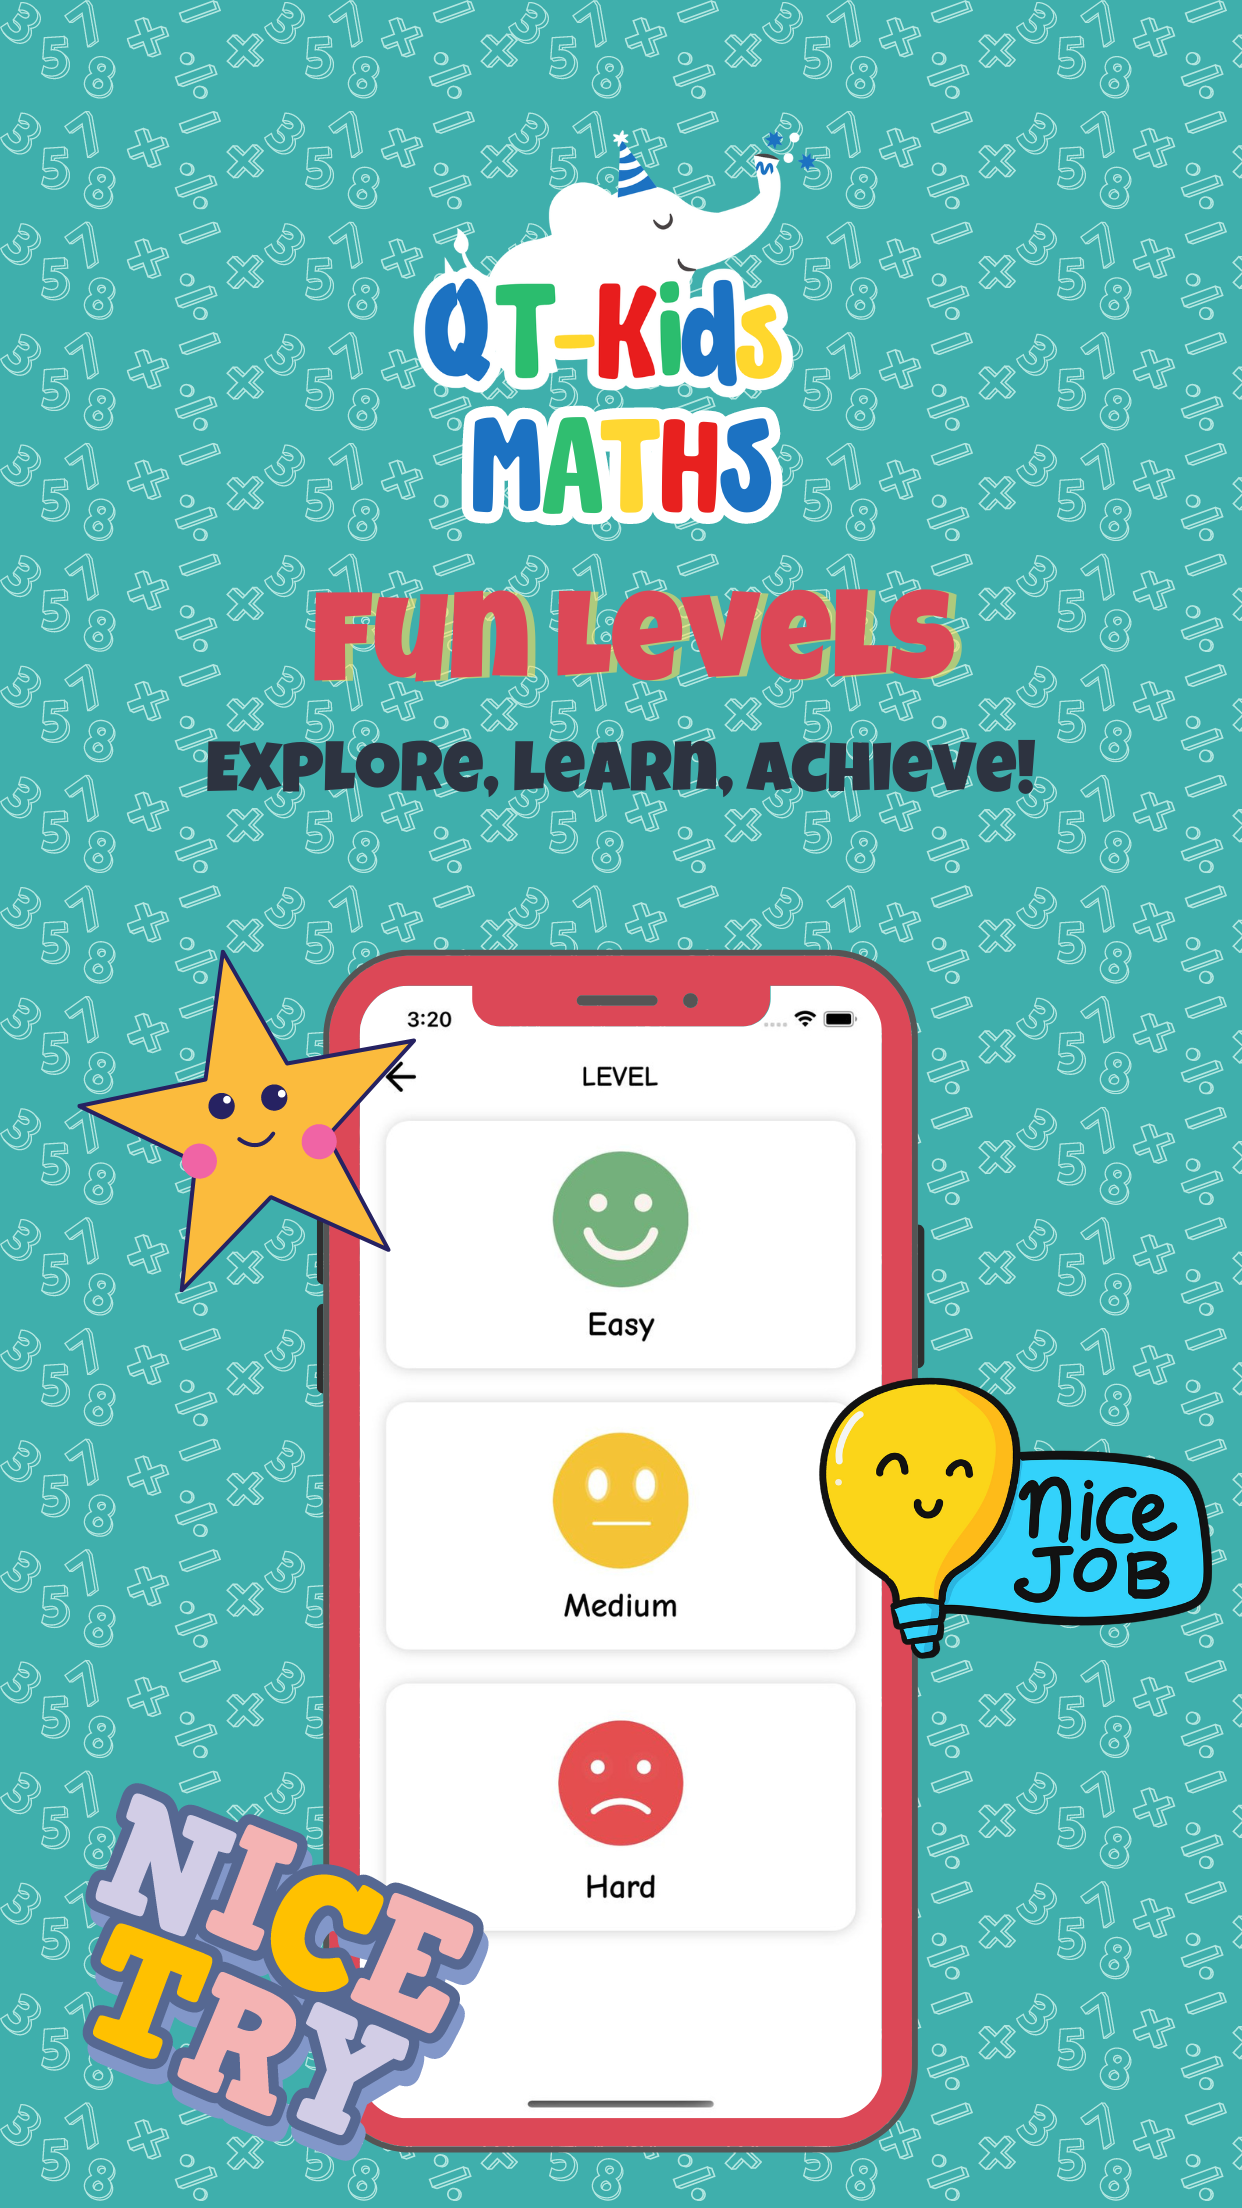 QT-Kids
MATHS
Fun Levels
Explore, Learn, Achieve!
3:20
LEVEL
Easy
Medium
nice
JOB
Hard
NICE
TRY